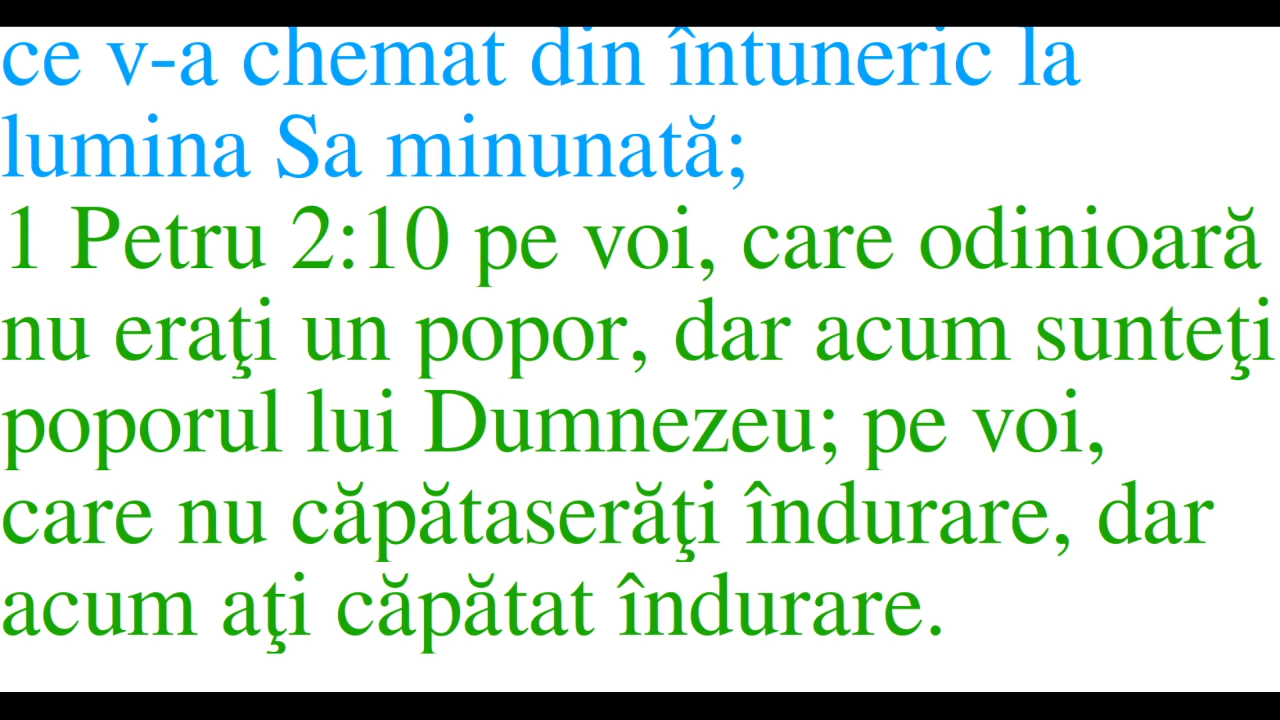 ce v-a chemat din întuneric la
lumina Sa minunată;
1 Petru 2:10 pe voi, care odinioară
nu eraţi un popor, dar acum sunteţi
poporul lui Dumnezeu; pe voi,
care nu căpătaserăţi îndurare, dar
acum aţi căpătat îndurare.